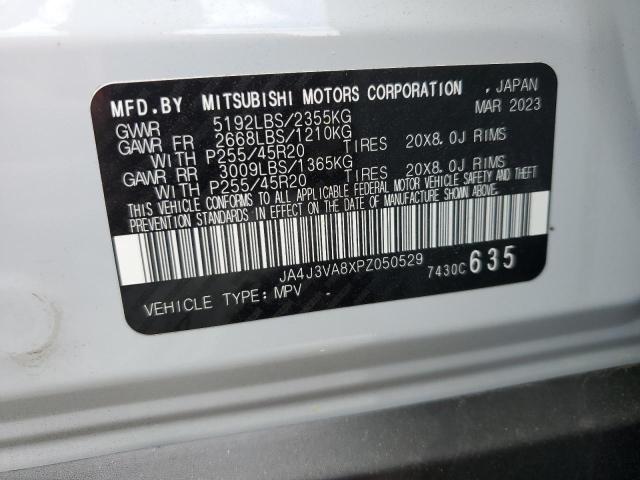 MFD.BY MITSUBISHI MOTORS CORPORATION , JAPAN
GWWR 5192LBS/2355KG MAR 2023
GAWR FR 2668LBS/1210KG
WITH P255/45R20 TIRES 20X8.0J RIMS
GAWR RR 3009LBS/1365KG
WITH P255/45R20 TIRES 20X8.0J RIMS
THIS VEHICLE CONFORMS TO ALL APPLICABLE FEDERAL MOTOR VEHICLE SAFETY AND THEFT
PREVENTION STANDARDS IN EFFECT ON THE DATE OF MANUFACTURE SHOWN ABOVE.
JA4J3VA8XPZ050529 7430C 635
VEHICLE TYPE: MPV